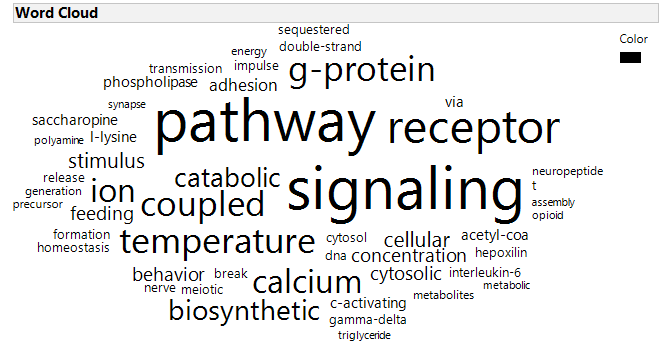 Word Cloud
sequestered
Color
energy
double-strand
transmission
impulse
g-protein
phospholipase
adhesion
synapse
via
saccharopine
pathway
receptor
polyamine
l-lysine
stimulus
release
catabolic
signaling
neuropeptide
t
generation
ion
precursor
feeding
coupled
assembly
opioid
formation
temperature
cytosol
cellular
acetyl-coa
homeostasis
dna
concentration
hepoxilin
behavior
break
calcium
cytosolic
interleukin-6
nerve
meiotic
metabolic
biosynthetic
c-activating
metabolites
gamma-delta
triglyceride